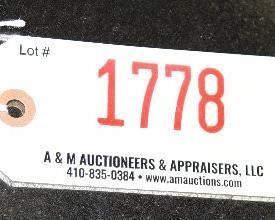 Lot # 1778
A & M AUCTIONEERS & APPRAISERS, LLC
410-835-0384 • www.amauctions.com